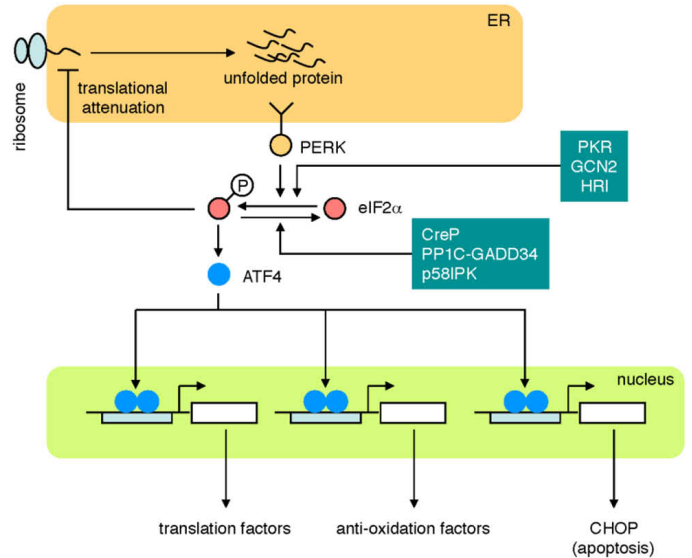 ER
ribosome
translational
attenuation
unfolded protein
PERK
PKR
GCN2
HRI
P
eIF2α
CreP
PP1C-GADD34
p58IPK
ATF4
nucleus
translation factors
anti-oxidation factors
CHOP
(apoptosis)